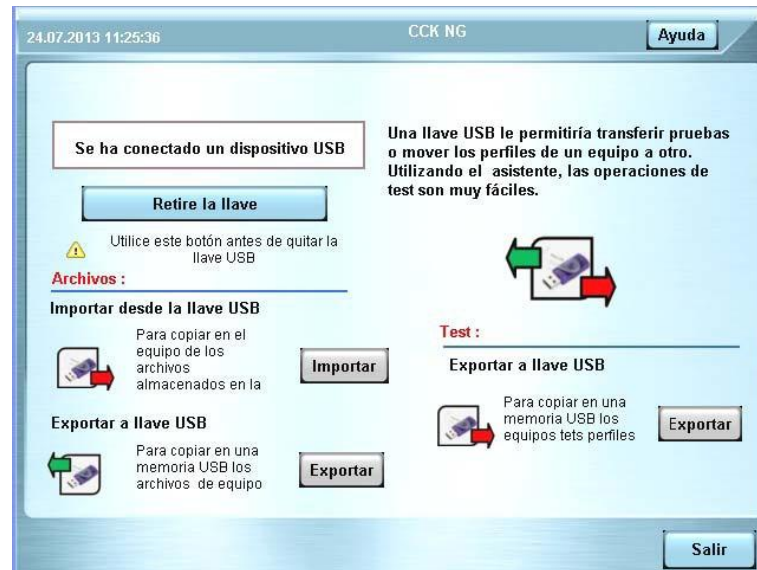 24.07.2013 11:25:36
CCK NG
Ayuda
Se ha conectado un dispositivo USB
Retire la llave
Utilice este botón antes de quitar la
llave USB
Archivos :
Importar desde la llave USB
Para copiar en el
equipo de los
archivos
almacenados en la
Importar
Exportar a llave USB
Para copiar en una
memoria USB los
archivos de equipo
Exportar
Una llave USB le permitiría transferir pruebas
o mover los perfiles de un equipo a otro.
Utilizando el asistente, las operaciones de
test son muy fáciles.
Test :
Exportar a llave USB
Para copiar en una
memoria USB los
equipos tets perfiles
Exportar
Salir